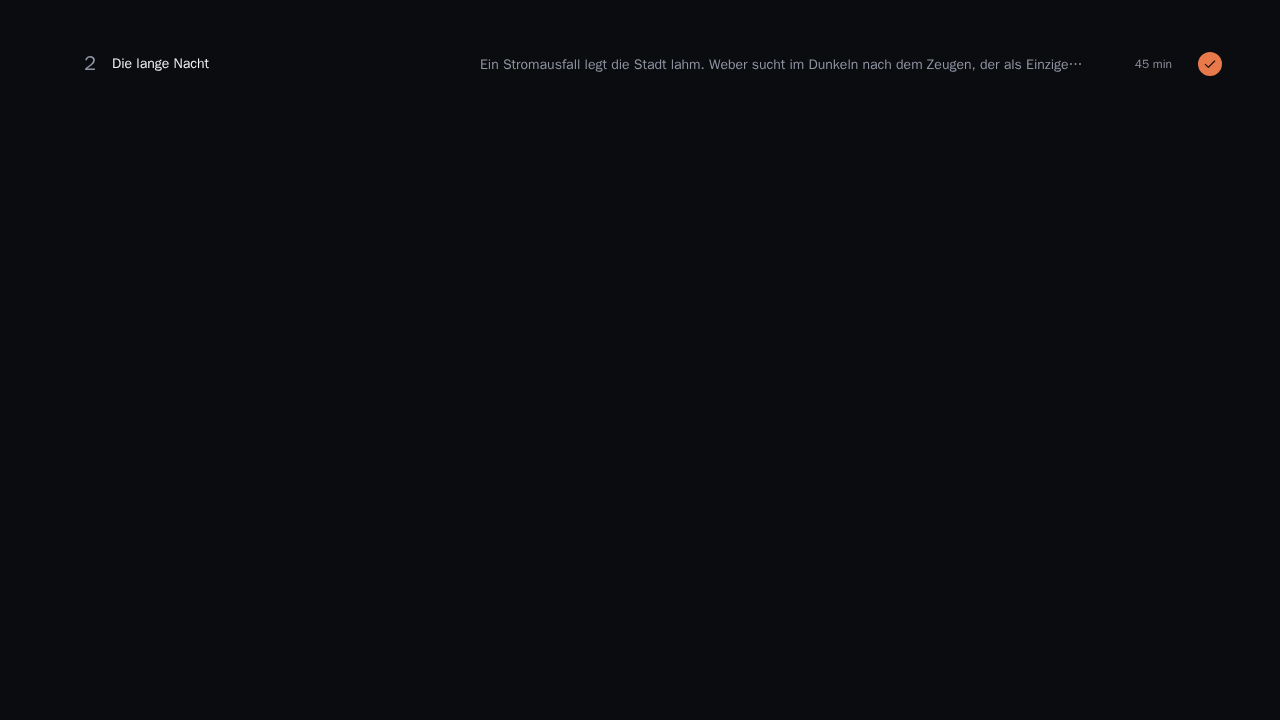 2 Die lange Nacht Ein Stromausfall legt die Stadt lahm. Weber sucht im Dunkeln nach dem Zeugen, der als Einzige… 45 min